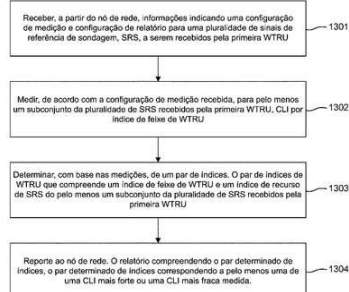 Receber, a partir do nó de rede, informações indicando uma configuração
de medição e configuração de relatório para uma pluralidade de sinais de
referência de sondagem, SRS, a serem recebidos pela primeira WTRU
1301
Medir, de acordo com a configuração de medição recebida, para pelo menos
um subconjunto da pluralidade de SRS recebidos pela primeira WTRU, CLI por
índice de feixe de WTRU
1302
Determinar, com base nas medições, de um par de índices. O par de índices de
WTRU que compreende um índice de feixe de WTRU e um índice de recurso
de SRS do pelo menos um subconjunto da pluralidade de SRS recebidos pela
primeira WTRU
1303
Reporte ao nó de rede. O relatório compreendendo o par determinado de
índices, o par determinado de índices correspondendo a pelo menos uma de
uma CLI mais forte ou uma CLI mais fraca medida.
1304